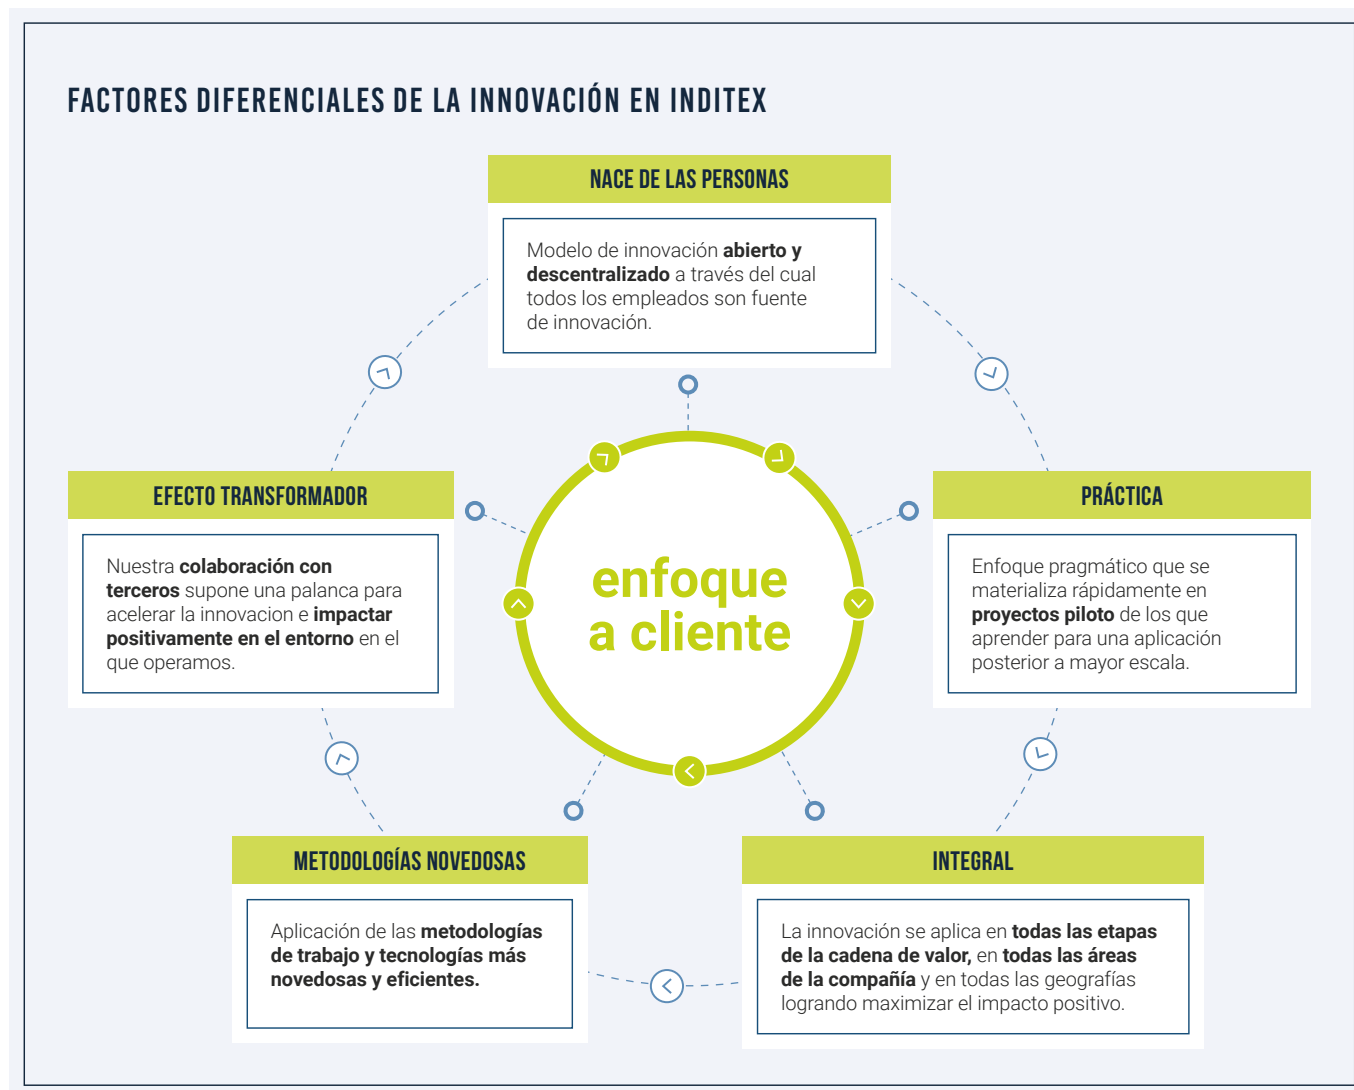 FACTORES DIFERENCIALES DE LA INNOVACIÓN EN INDITEX
NACE DE LAS PERSONAS
Modelo de innovación abierto y
descentralizado a través del cual
todos los empleados son fuente
de innovación.
EFECTO TRANSFORMADOR
Nuestra colaboración con
terceros supone una palanca para
acelerar la innovacion e impactar
positivamente en el entorno en el
que operamos.
enfoque
a cliente
PRÁCTICA
Enfoque pragmático que se
materializa rápidamente en
proyectos piloto de los que
aprender para una aplicación
posterior a mayor escala.
METODOLOGÍAS NOVEDOSAS
Aplicación de las metodologías
de trabajo y tecnologías más
novedosas y eficientes.
INTEGRAL
La innovación se aplica en todas las etapas
de la cadena de valor, en todas las áreas
de la compañía y en todas las geografías
logrando maximizar el impacto positivo.